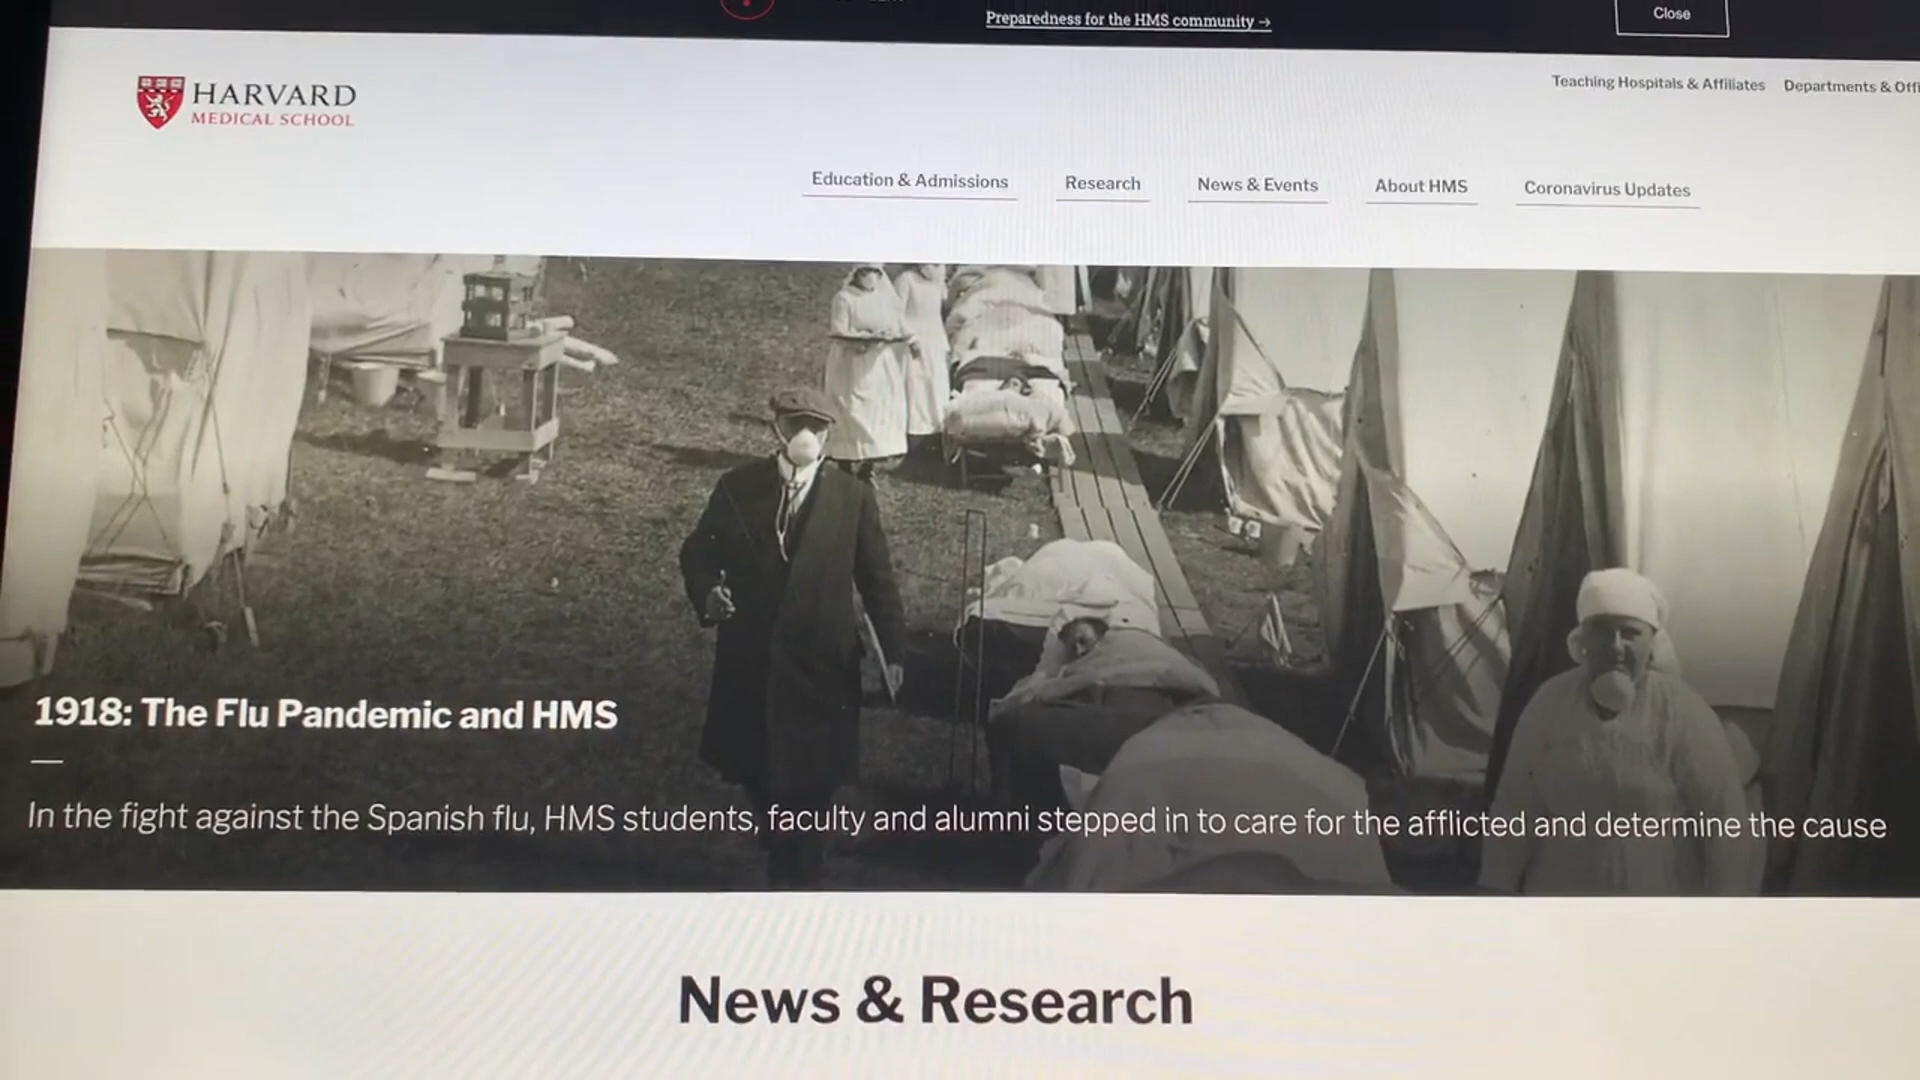 Preparedness for the HMS community →
Close
HARVARD
MEDICAL SCHOOL
Teaching Hospitals & Affiliates
Departments &
Education & Admissions
Research
News & Events
About HMS
Coronavirus Updates
1918: The Flu Pandemic and HMS
In the fight against the Spanish flu, HMS students, faculty and alumni stepped in to care for the afflicted and determine the cause
News & Research